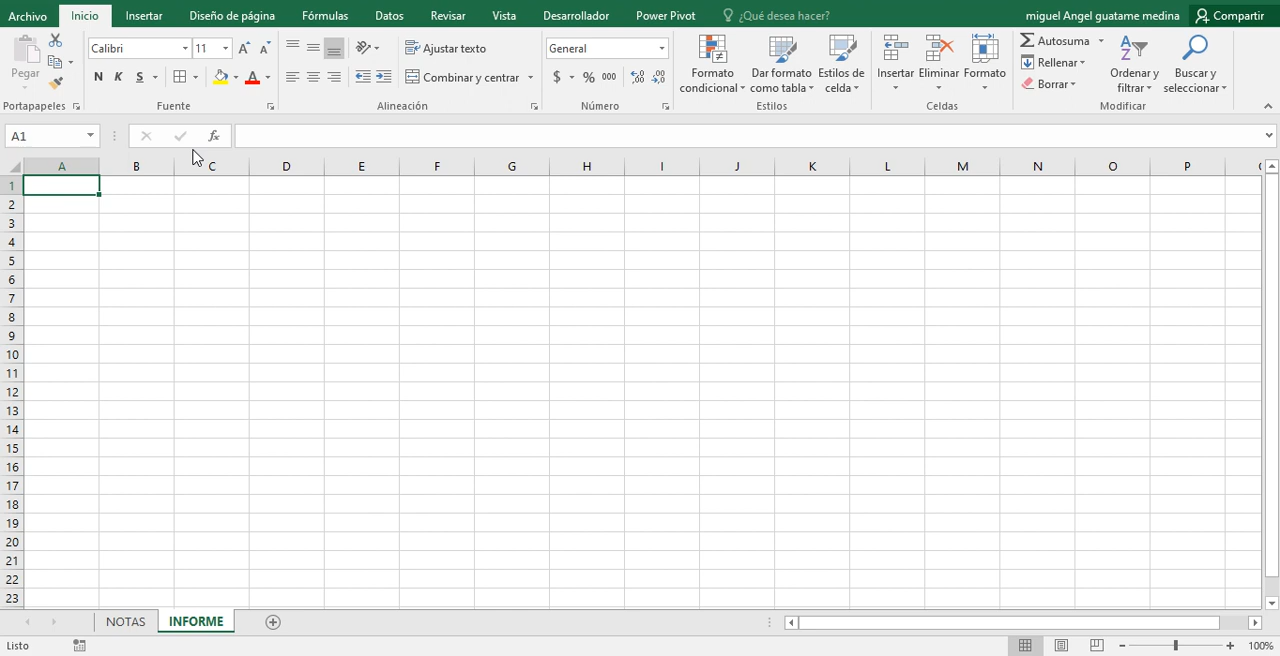 Archivo Inicio Insertar Diseño de página Fórmulas Datos Revisar Vista Desarrollador Power Pivot ¿Qué desea hacer? miguel Angel guatame medina Compartir
Pegar
Calibri 11
N K S A
Ajustar texto
Combinar y centrar
General
$ % 000
Formato condicional
Dar formato como tabla
Estilos de celda
Insertar Eliminar Formato
Autosuma
Rellenar
Borrar
Ordenar y filtrar
Buscar y seleccionar
Portapapeles Fuente Alineación Número Estilos Celdas Modificar
A1 fx
A B C D E F G H I J K L M N O P
1
2
3
4
5
6
7
8
9
10
11
12
13
14
15
16
17
18
19
20
21
22
23
NOTAS INFORME
Listo 100%